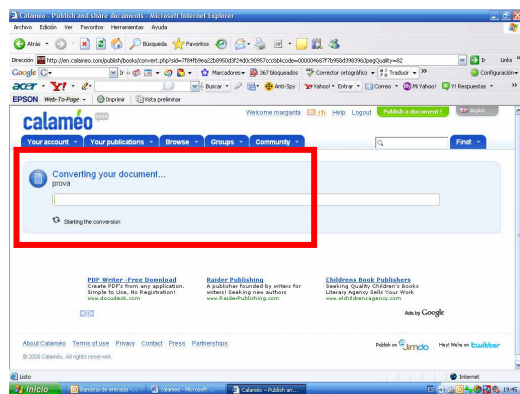 Calaméo - Publish and share documents - Microsoft Internet Explorer
Archivo Edición Ver Favoritos Herramientas Ayuda
Atrás Búsqueda Favoritos
Dirección Ir Links
Google Ir Marcadores 367 bloqueados Corrector ortográfico Traducir Configuración
acer Y! Buscar Anti-Spy Yahoo! Entrar Correo Mi Yahoo! Y! Respuestas
EPSON Web-To-Page Imprimir Vista preliminar
calaméo Welcome margarita (1) Help Logout Publish a document! English
Your account Your publications Browse Groups Community Find!
Converting your document...
prova
Starting the conversion
PDF Writer -Free Download
Create PDF's from any application.
Simple to Use, No Registration!
www.docudesk.com
Raider Publishing
A publisher founded by writers for
writers! Seeking new authors
www.RaiderPublishing.com
Childrens Book Publishers
Seeking Quality Children's Books
Literary Agency Sells Your Work
www.wlchildrensagency.com
Ads by Google
About Calaméo Terms of use Privacy Contact Press Partnerships
Publish on Jimdo Hey! We're on twitter
© 2008 Calaméo. All rights reserved.
Listo Internet
Inicio Bandeja de entrada -... calameo - Microsoft ... Calaméo - Publish an... ES 19:45